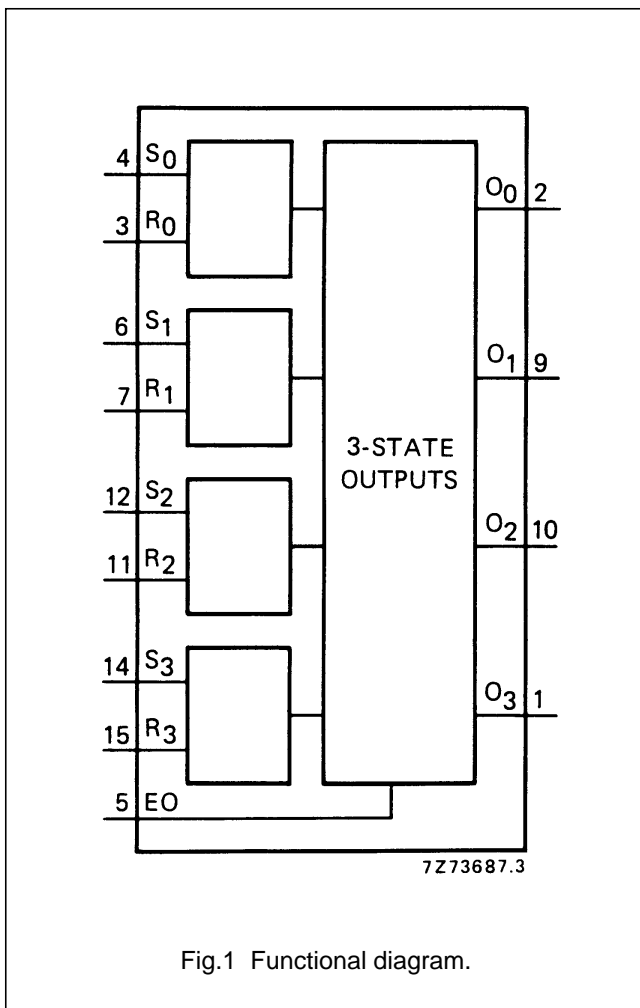 4 S0
O0 2
3 R0
6 S1
O1 9
7 R1
3-STATE
OUTPUTS
12 S2
O2 10
11 R2
14 S3
O3 1
15 R3
5 EO
7Z73687.3
Fig.1 Functional diagram.